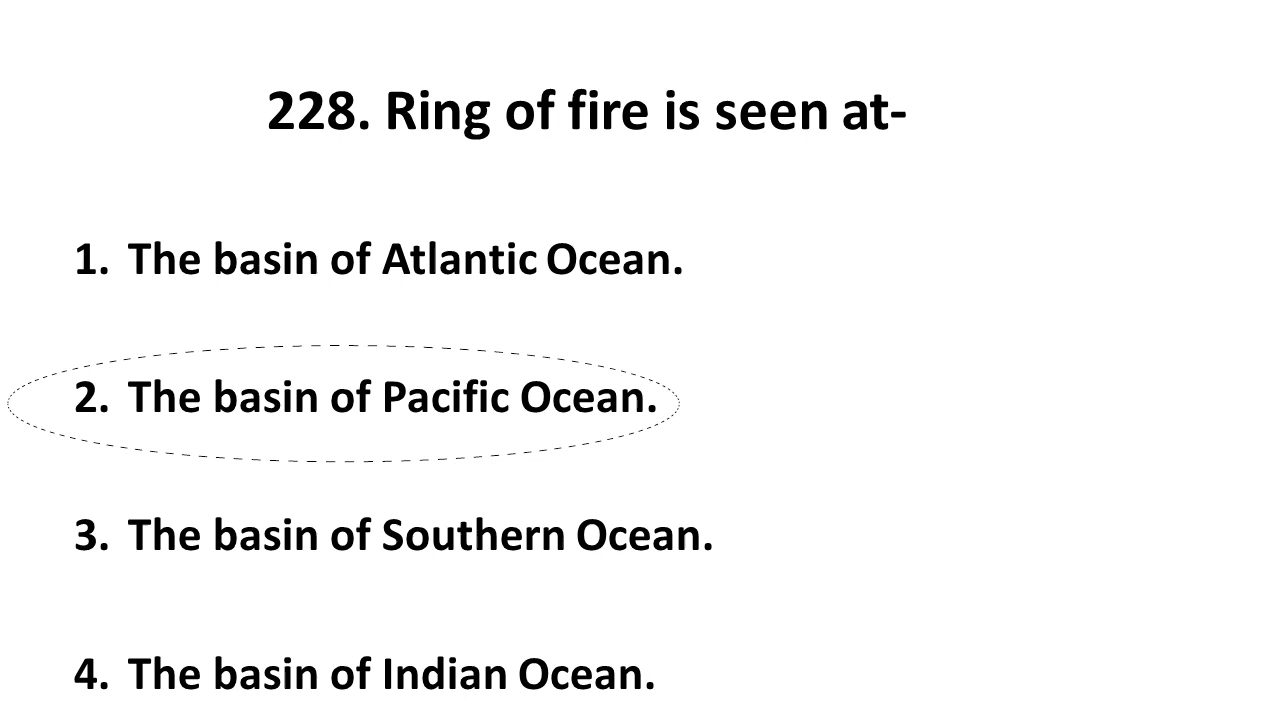 228. Ring of fire is seen at-
1. The basin of Atlantic Ocean.
2. The basin of Pacific Ocean.
3. The basin of Southern Ocean.
4. The basin of Indian Ocean.